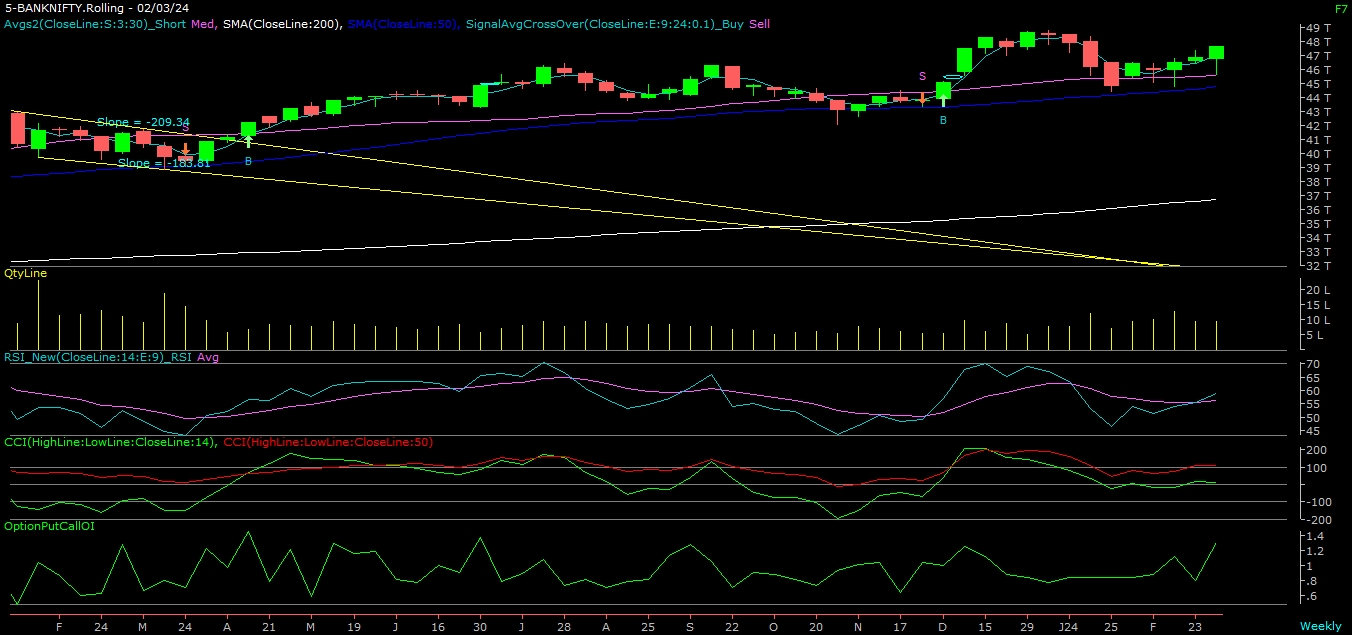 5-BANKNIFTY.Rolling - 02/03/24
F7
Avgs2(CloseLine:S:3:30)_Short Med, SMA(CloseLine:200), SMA(CloseLine:50), SignalAvgCrossOver(CloseLine:E:9:24:0.1)_Buy Sell
49 T
48 T
47 T
46 T
45 T
44 T
43 T
42 T
41 T
40 T
39 T
38 T
37 T
36 T
35 T
34 T
33 T
32 T
S
B
Slope = -209.34
S
Slope = -183.81
B
QtyLine
20 L
15 L
10 L
5 L
RSI_New(CloseLine:14:E:9)_RSI Avg
70
65
60
55
50
45
CCI(HighLine:LowLine:CloseLine:14), CCI(HighLine:LowLine:CloseLine:50)
200
100
-100
-200
OptionPutCallOI
1.4
1.2
1
.8
.6
F 24 M 24 A 21 M 19 J 16 30 J 28 A 25 S 22 O 20 N 17 D 15 29 J24 25 F 23
Weekly